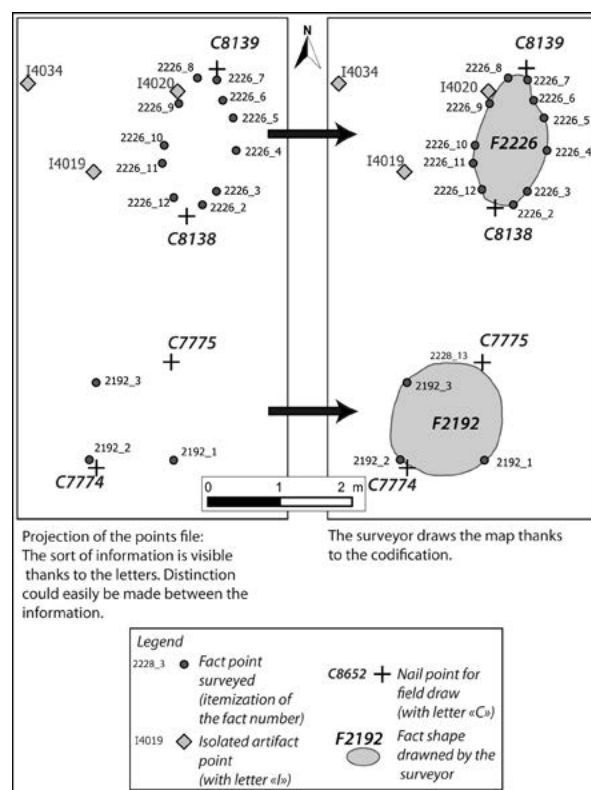 C8139
N
C8139
I4034
2226_8
2226_7
I4020
2226_6
2226_9
2226_5
2226_10
2226_4
2226_11
I4019
2226_3
2226_12
2226_2
C8138
I4034
2226_8
2226_7
I4020
2226_6
2226_9
2226_5
2226_10
F2226
2226_4
2226_11
I4019
2226_12
2226_3
2226_2
C8138
C7775
2192_3
2192_2
2192_1
C7774
C7775
2228_13
2192_3
F2192
2192_2
2192_1
C7774
0 1 2 m
Projection of the points file:
The sort of information is visible
thanks to the letters. Distinction
could easily be made between the
information.
The surveyor draws the map thanks
to the codification.
Legend
2228_3 Fact point
surveyed
(itemization of
the fact number)
I4019 Isolated artifact
point
(with letter «I»)
C8652 Nail point for
field draw
(with letter «C»)
F2192 Fact shape
drawned by the
surveyor